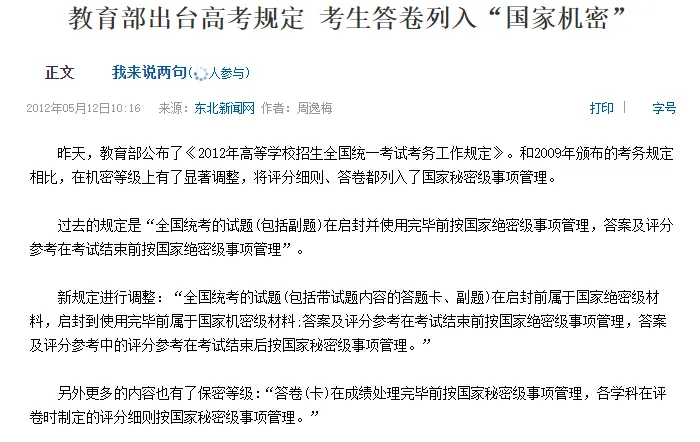 教育部出台高考规定 考生答卷列入“国家机密”
正文 我来说两句(人参与)
2012年05月12日10:16 来源：东北新闻网 作者：周逸梅 打印 | 字号
昨天，教育部公布了《2012年高等学校招生全国统一考试考务工作规定》。和2009年颁布的考务规定
相比，在机密等级上有了显著调整，将评分细则、答卷都列入了国家秘密级事项管理。
过去的规定是“全国统考的试题(包括副题)在启封并使用完毕前按国家绝密级事项管理，答案及评分
参考在考试结束前按国家绝密级事项管理”。
新规定进行调整：“全国统考的试题(包括带试题内容的答题卡、副题)在启封前属于国家绝密级材
料，启封到使用完毕前属于国家机密级材料;答案及评分参考在考试结束前按国家绝密级事项管理，答案
及评分参考中的评分参考在考试结束后按国家秘密级事项管理。”
另外更多的内容也有了保密等级:“答卷(卡)在成绩处理完毕前按国家秘密级事项管理，各学科在评
卷时制定的评分细则按国家秘密级事项管理。”